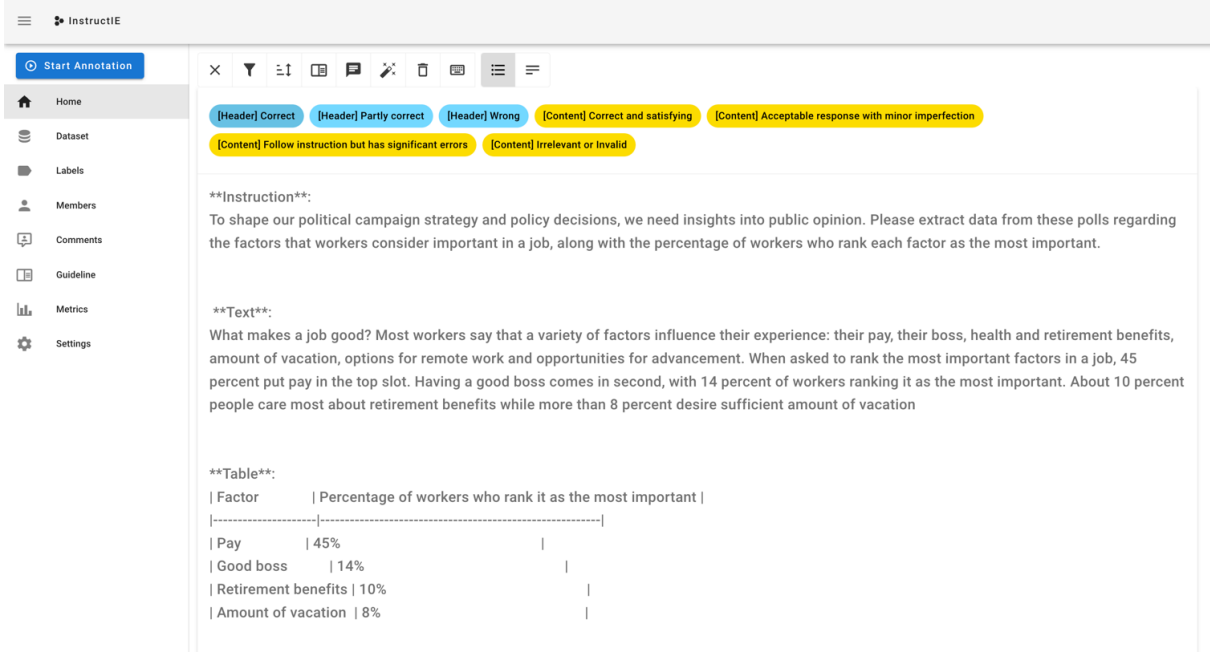 InstructIE
Start Annotation
Home
Dataset
Labels
Members
Comments
Guideline
Metrics
Settings
[Header] Correct [Header] Partly correct [Header] Wrong [Content] Correct and satisfying [Content] Acceptable response with minor imperfection
[Content] Follow instruction but has significant errors [Content] Irrelevant or Invalid
**Instruction**:
To shape our political campaign strategy and policy decisions, we need insights into public opinion. Please extract data from these polls regarding
the factors that workers consider important in a job, along with the percentage of workers who rank each factor as the most important.
**Text**:
What makes a job good? Most workers say that a variety of factors influence their experience: their pay, their boss, health and retirement benefits,
amount of vacation, options for remote work and opportunities for advancement. When asked to rank the most important factors in a job, 45
percent put pay in the top slot. Having a good boss comes in second, with 14 percent of workers ranking it as the most important. About 10 percent
people care most about retirement benefits while more than 8 percent desire sufficient amount of vacation
**Table**:
| Factor | Percentage of workers who rank it as the most important |
|---------------------|---------------------------------------------------------|
| Pay | 45% |
| Good boss | 14% |
| Retirement benefits | 10% |
| Amount of vacation | 8% |